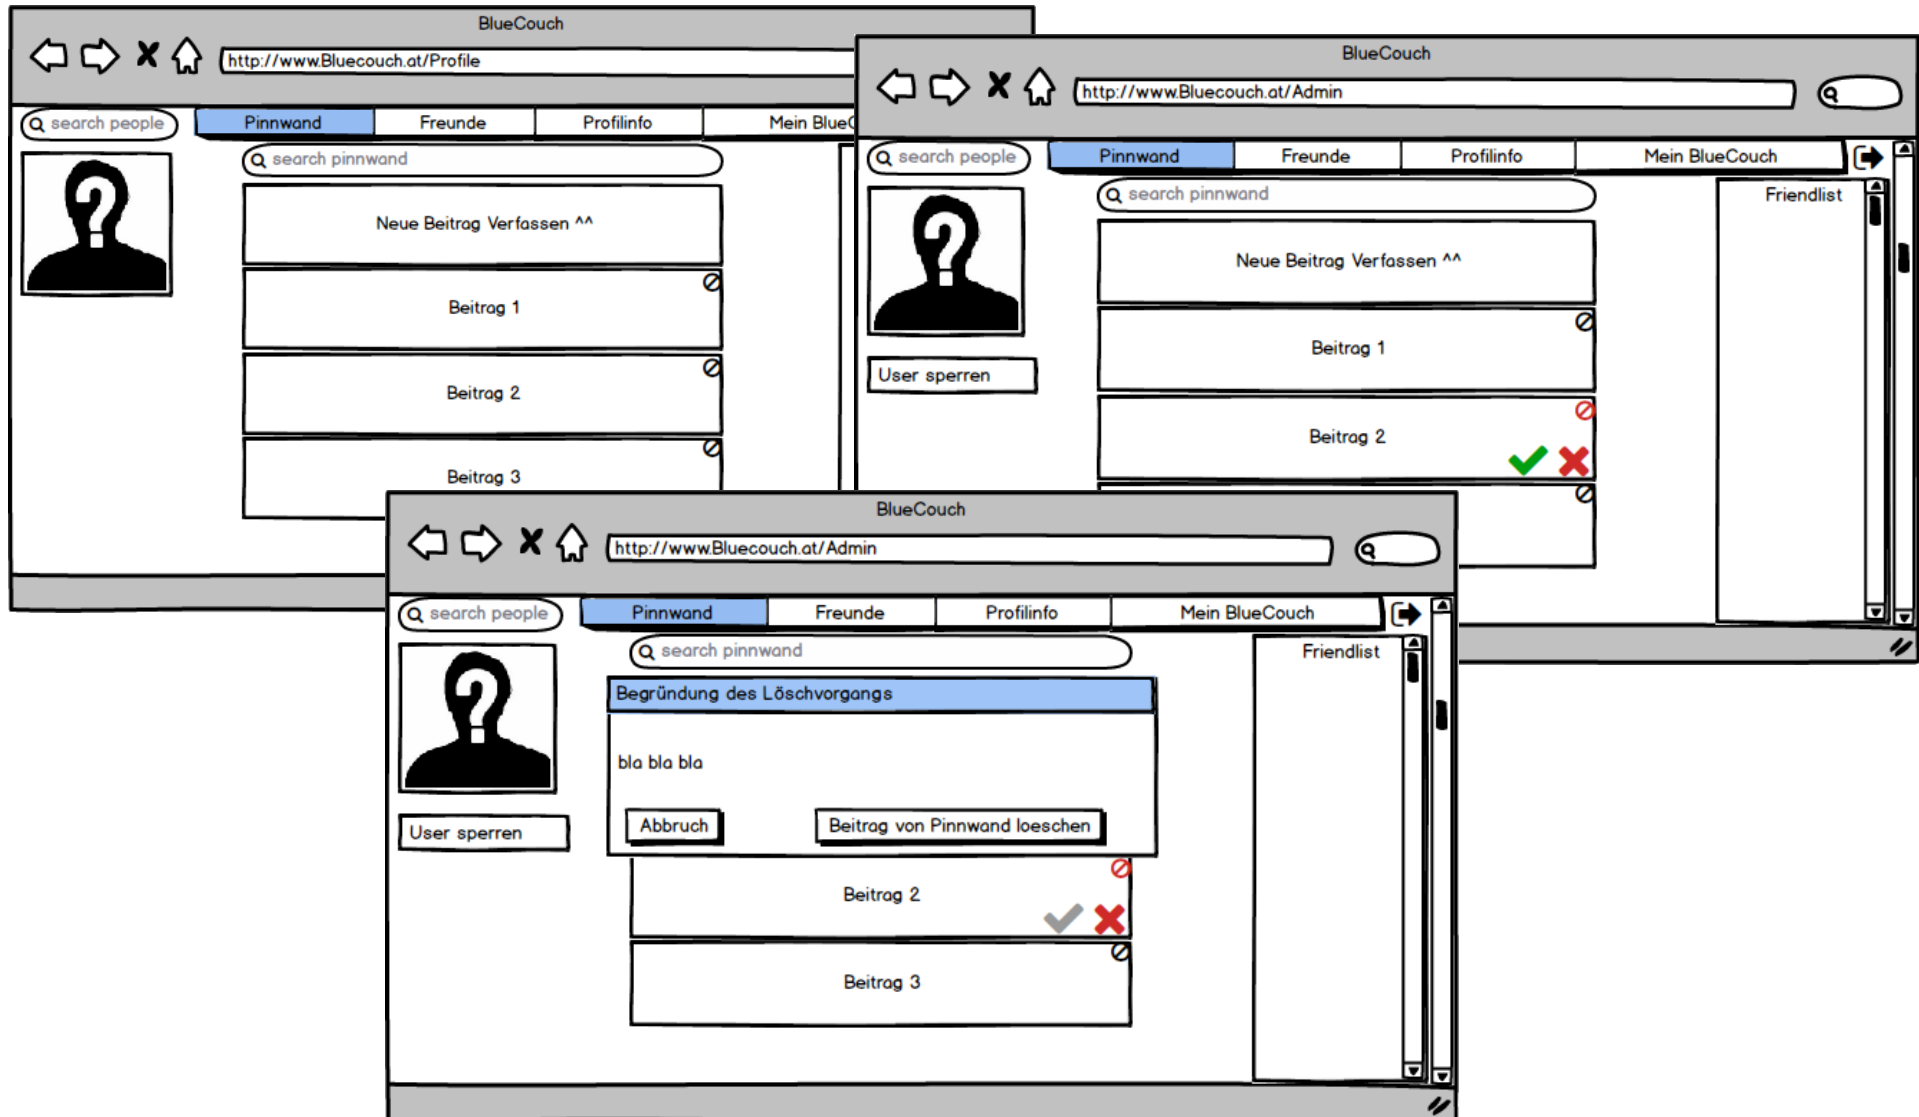 BlueCouch
http://www.Bluecouch.at/Profile
search people
Pinnwand
Freunde
Profilinfo
Mein BlueC
search pinnwand
Neue Beitrag Verfassen ^^
Beitrag 1
Beitrag 2
Beitrag 3
BlueCouch
http://www.Bluecouch.at/Admin
search people
Pinnwand
Freunde
Profilinfo
Mein BlueCouch
search pinnwand
Friendlist
Neue Beitrag Verfassen ^^
Beitrag 1
User sperren
Beitrag 2
BlueCouch
http://www.Bluecouch.at/Admin
search people
Pinnwand
Freunde
Profilinfo
Mein BlueCouch
search pinnwand
Friendlist
Begründung des Löschvorgangs
bla bla bla
Abbruch
Beitrag von Pinnwand loeschen
User sperren
Beitrag 2
Beitrag 3